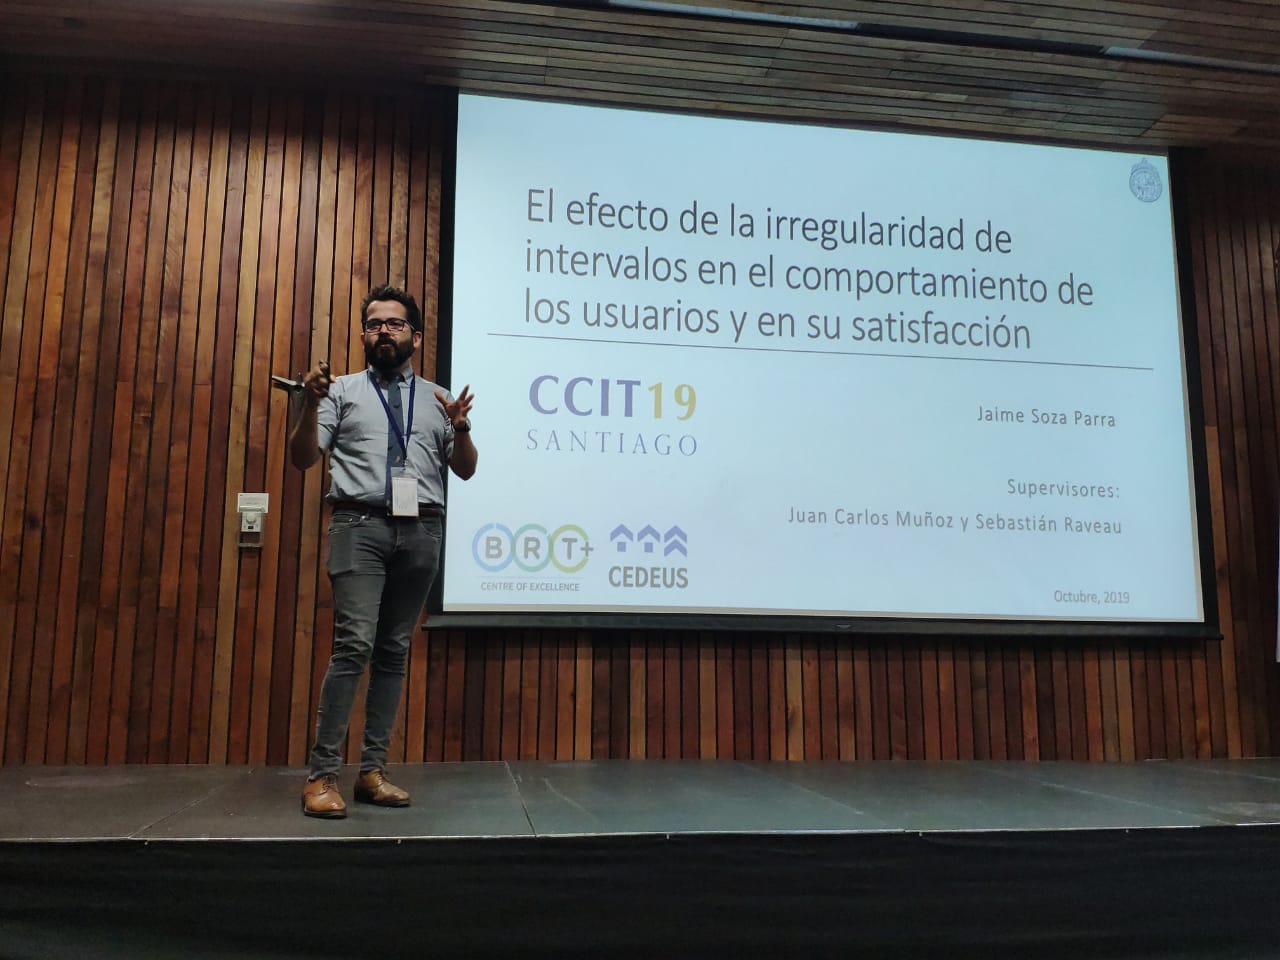 El efecto de la irregularidad de
intervalos en el comportamiento de
los usuarios y en su satisfacción
CCIT19
SANTIAGO
Jaime Soza Parra
Supervisores:
Juan Carlos Muñoz y Sebastián Raveau
BRT+
CENTRE OF EXCELLENCE
CEDEUS
Octubre, 2019